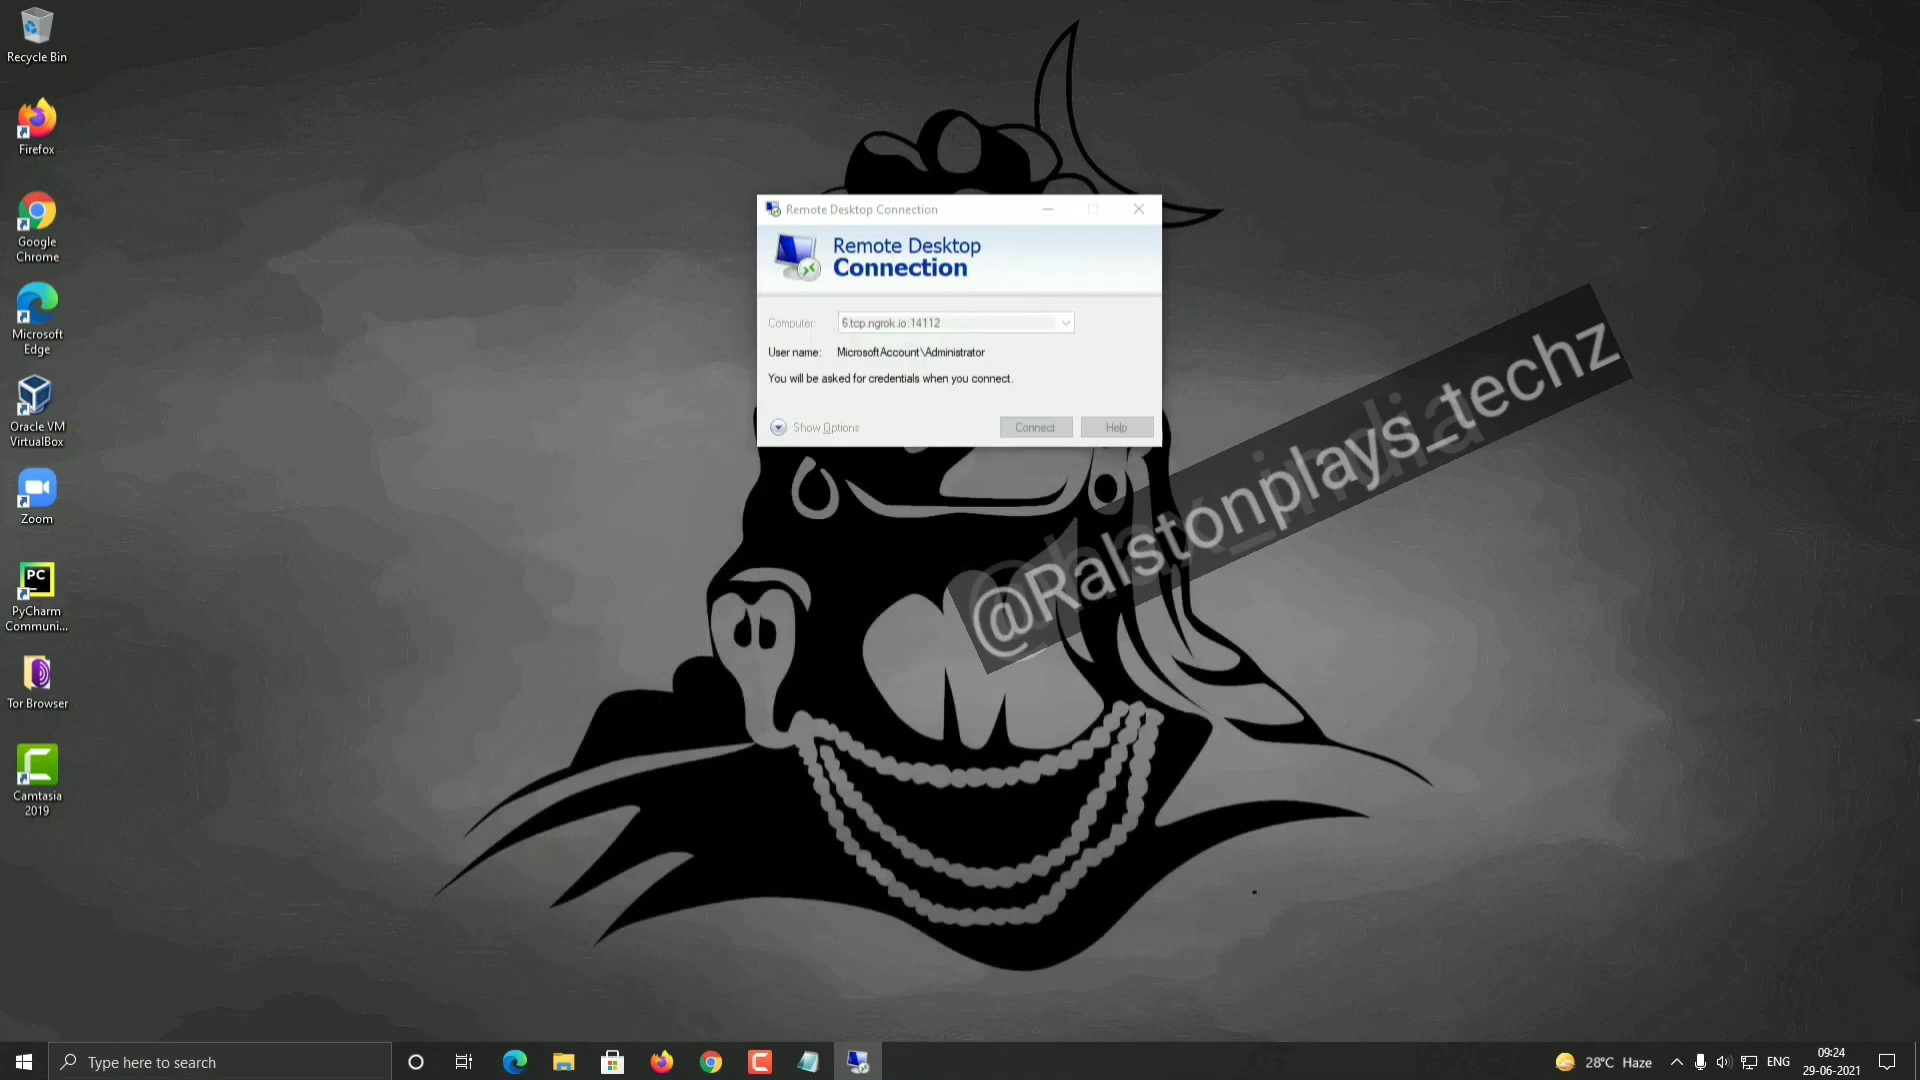 Recycle Bin
Firefox
Google
Chrome
Microsoft
Edge
Oracle VM
VirtualBox
Zoom
PC
PyCharm
Communi...
Tor Browser
Camtasia
2019
Remote Desktop Connection
Remote Desktop
Connection
Computer:
6.tcp.ngrok.io:14112
User name:
MicrosoftAccount\Administrator
You will be asked for credentials when you connect.
Show Options
Connect
Help
@Ralstonplays_techz
Type here to search
28°C Haze
ENG
09:24
29-06-2021